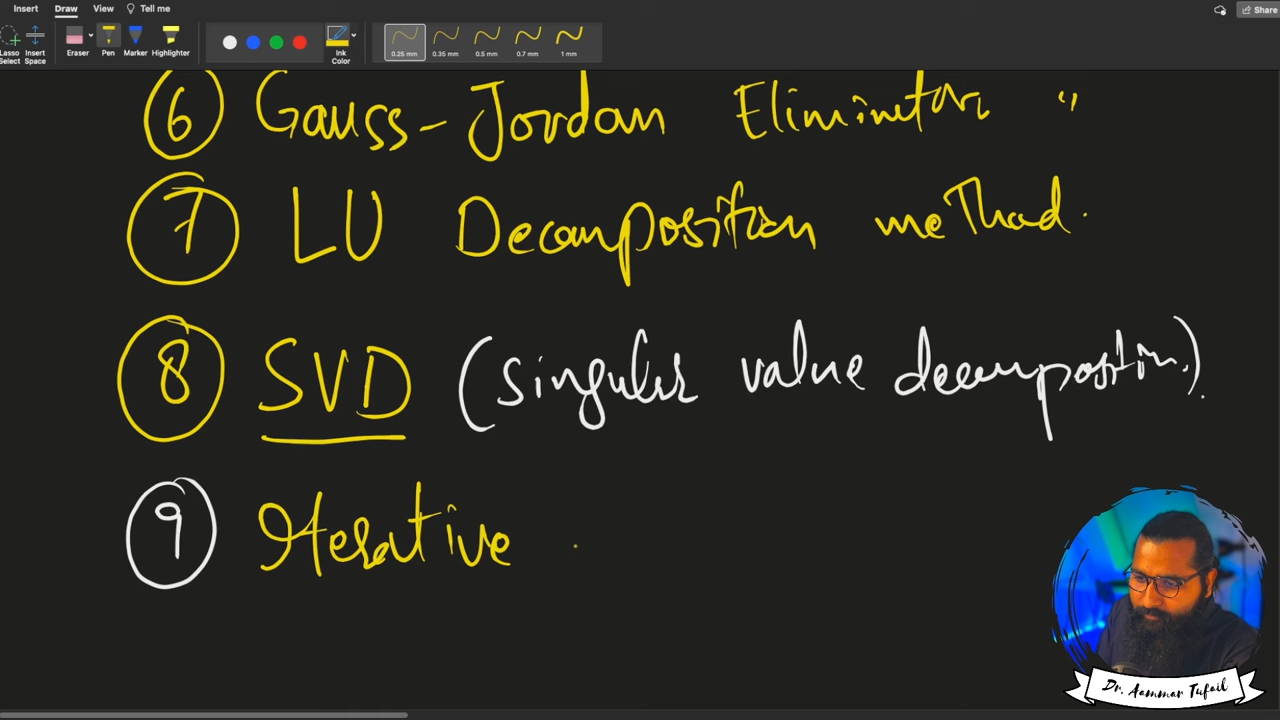 Insert Draw View Tell me
Share
Lasso Select
Insert Space
Eraser
Pen
Marker
Highlighter
Ink Color
0.25 mm
0.35 mm
0.5 mm
0.7 mm
1 mm
6 Gauss-Jordan Elimination "
7 LU Decomposition method.
8 SVD (singular value decomposition.)
9 Iterative
Dr. Aammar Tufail